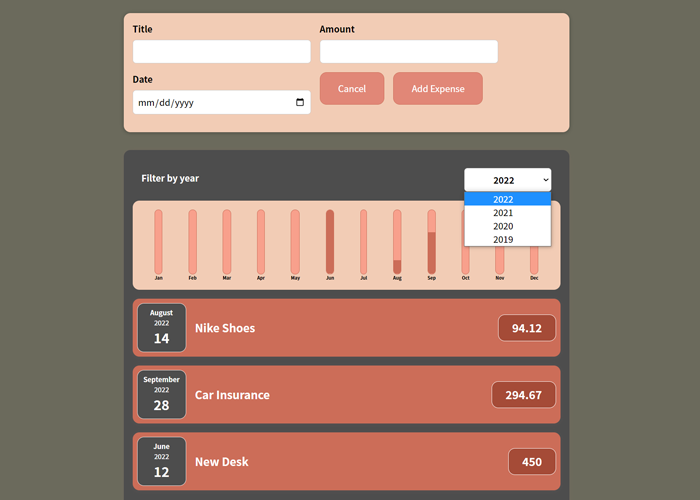 Title
Amount
Date
mm/dd/yyyy
Cancel
Add Expense
Filter by year
2022
2022
2021
2020
2019
Jan Feb Mar Apr May Jun Jul Aug Sep Oct Nov Dec
August
2022
14
Nike Shoes
94.12
September
2022
28
Car Insurance
294.67
June
2022
12
New Desk
450